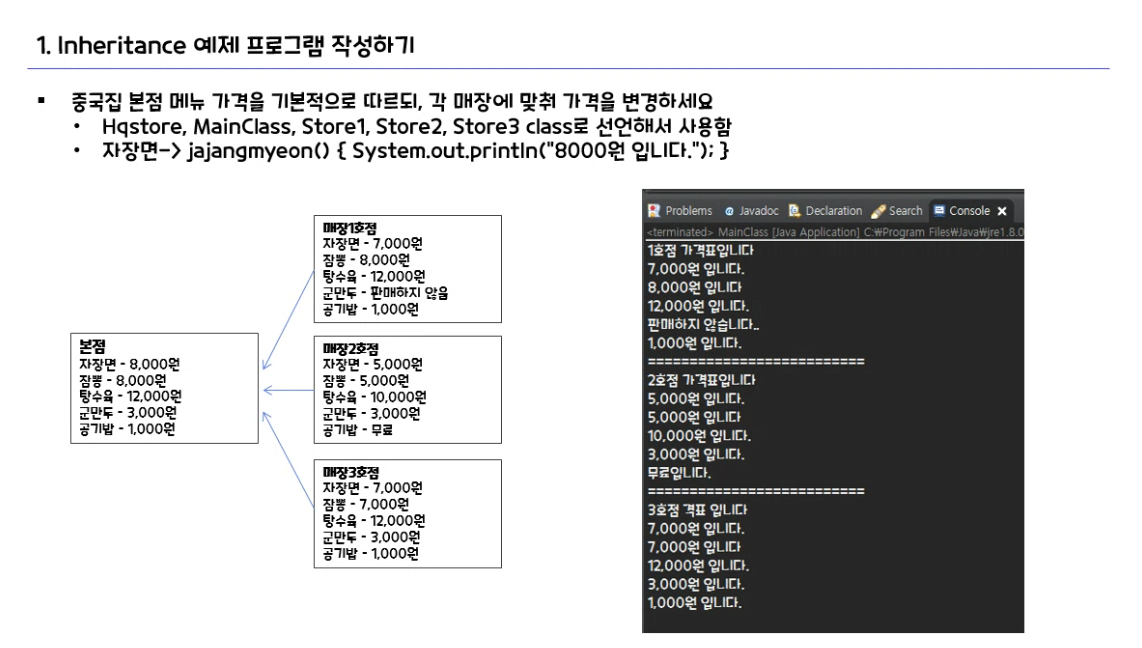 1. Inheritance 예제 프로그램 작성하기
▪ 중국집 본점 메뉴 가격을 기본적으로 따르되, 각 매장에 맞춰 가격을 변경하세요
• Hqstore, MainClass, Store1, Store2, Store3 class로 선언해서 사용함
• 자장면-> jajangmyeon() { System.out.println("8000원 입니다."); }
본점
자장면 - 8,000원
잠뽕 - 8,000원
탕수육 - 12,000원
군만두 - 3,000원
공기밥 - 1,000원
매장1호점
자장면 - 7,000원
잠뽕 - 8,000원
탕수육 - 12,000원
군만두 - 판매하지 않음
공기밥 - 1,000원
매장2호점
자장면 - 5,000원
잠뽕 - 5,000원
탕수육 - 10,000원
군만두 - 3,000원
공기밥 - 무료
매장3호점
자장면 - 7,000원
잠뽕 - 7,000원
탕수육 - 12,000원
군만두 - 3,000원
공기밥 - 1,000원
Problems @ Javadoc Declaration Search Console
<terminated> MainClass [Java Application] C:₩Program Files₩Java₩jre1.8.0
1호점 가격표입니다
7,000원 입니다.
8,000원 입니다
12,000원 입니다.
판매하지 않습니다..
1,000원 입니다.
==========================
2호점 가격표입니다
5,000원 입니다.
5,000원 입니다
10,000원 입니다.
3,000원 입니다.
무료입니다.
==========================
3호점 격표 입니다
7,000원 입니다.
7,000원 입니다
12,000원 입니다.
3,000원 입니다.
1,000원 입니다.